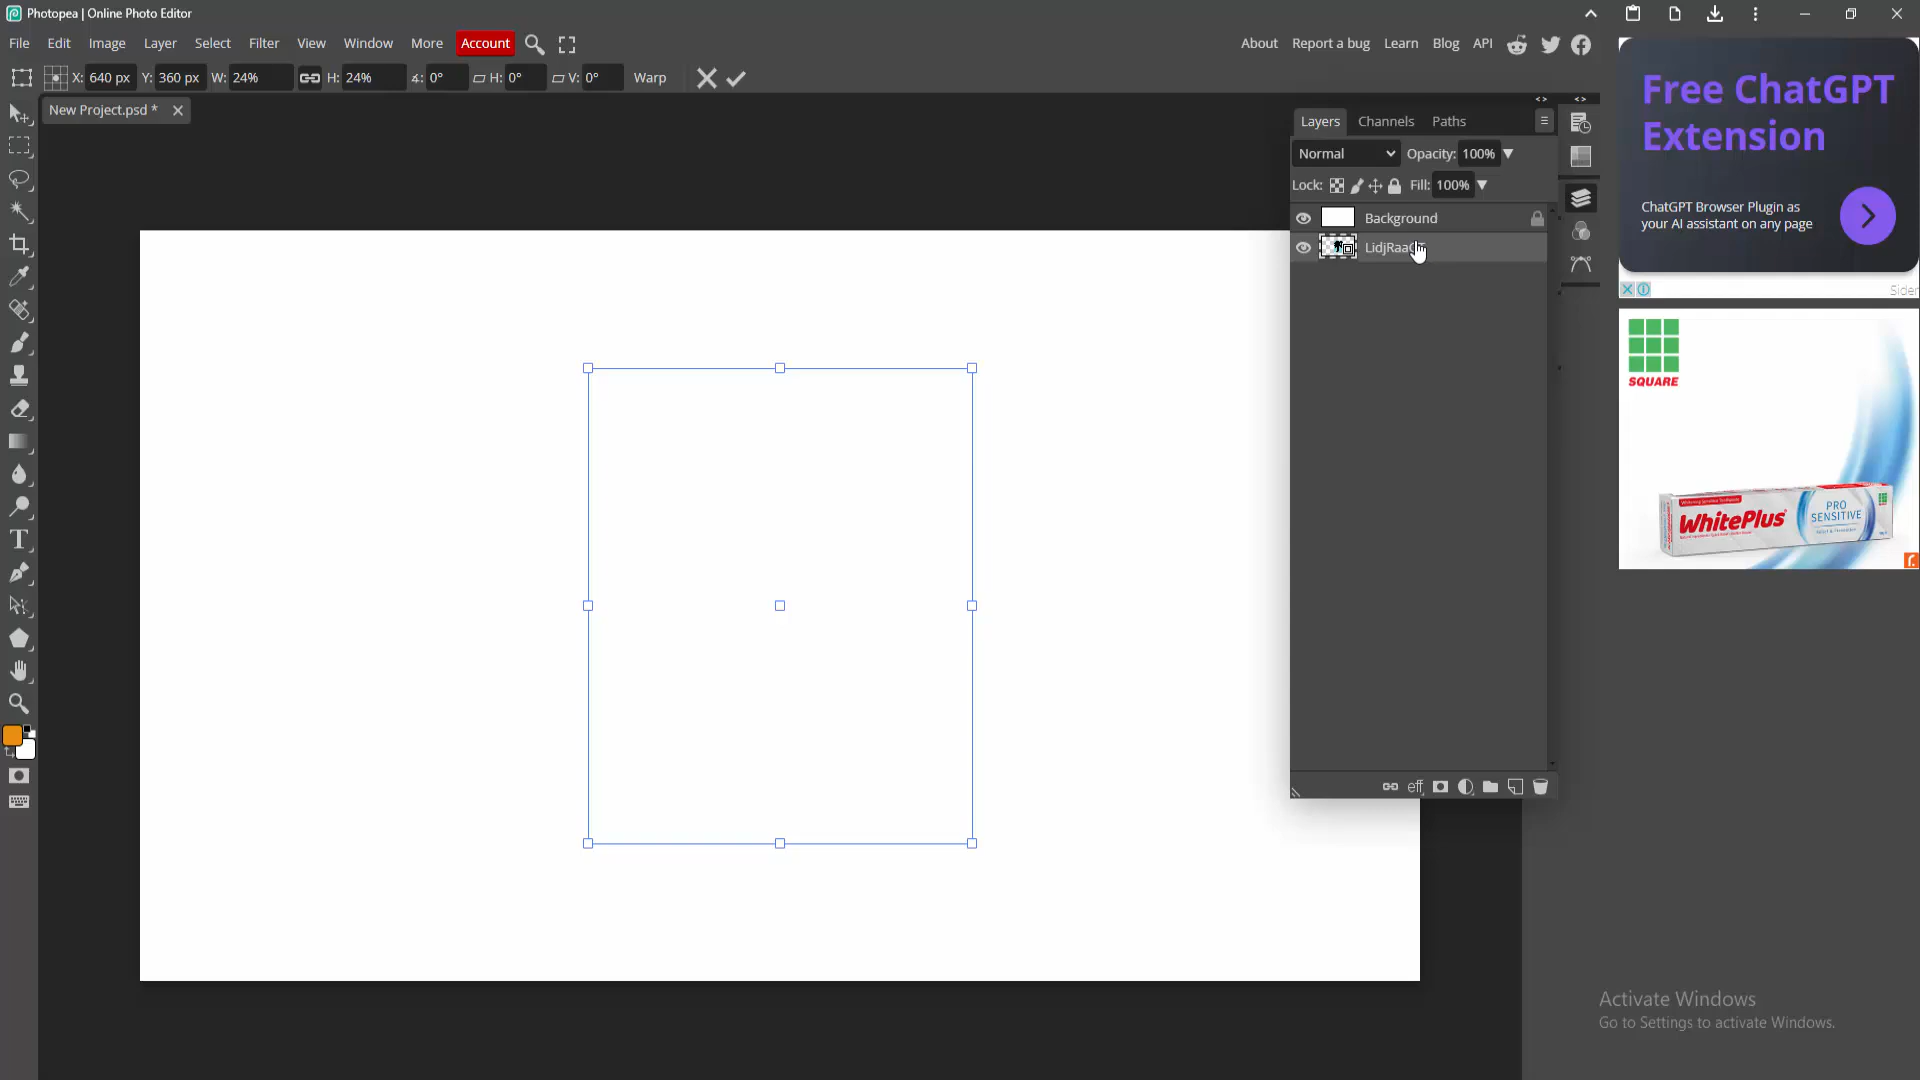 Photopea | Online Photo Editor
File Edit Image Layer Select Filter View Window More Account
About Report a bug Learn Blog API
X: 640 px Y: 360 px W: 24% H: 24% ∡: 0° H: 0° V: 0° Warp
New Project.psd *
Layers Channels Paths
Normal Opacity: 100%
Lock: Fill: 100%
Background
eff
Free ChatGPT
Extension
ChatGPT Browser Plugin as
your AI assistant on any page
Sider
SQUARE
WhitePlus
PRO
SENSITIVE
Activate Windows
Go to Settings to activate Windows.